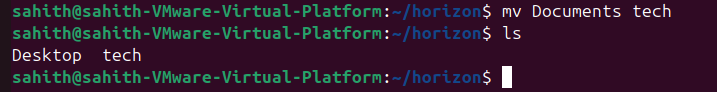 sahith@sahith-VMware-Virtual-Platform:~/horizon$ mv Documents tech
sahith@sahith-VMware-Virtual-Platform:~/horizon$ ls
Desktop  tech
sahith@sahith-VMware-Virtual-Platform:~/horizon$